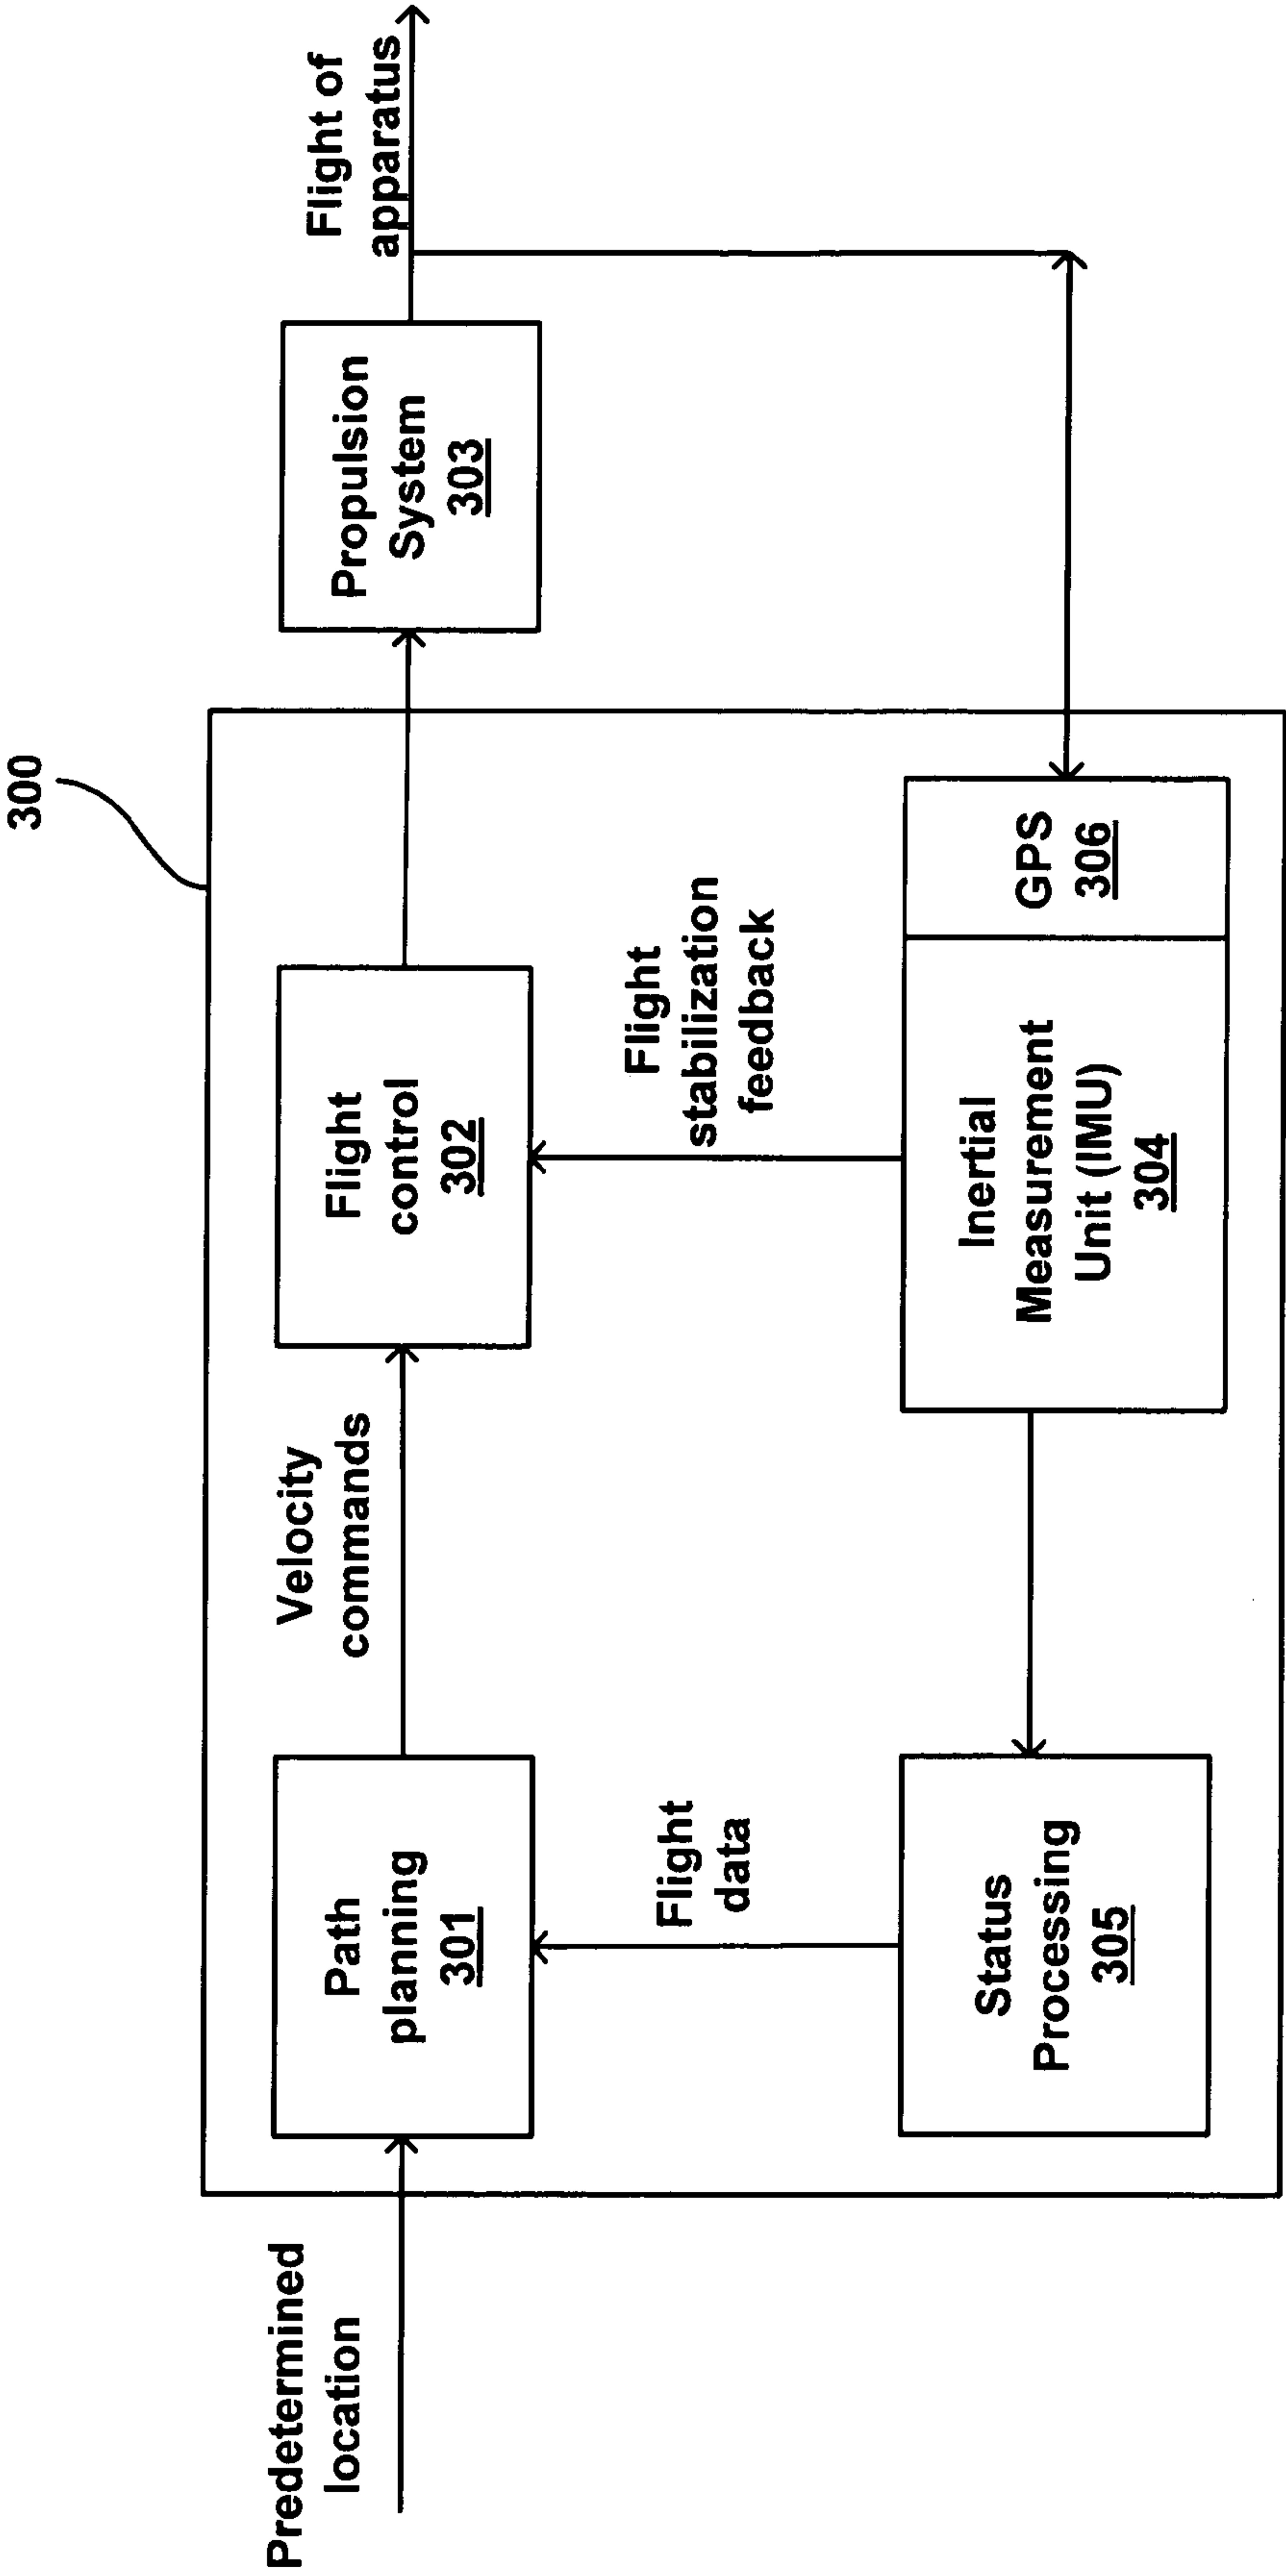 300
Predetermined
location
Path
planning
301
Velocity
commands
Flight
control
302
Propulsion
System
303
Flight of
apparatus
Flight
data
Flight
stabilization
feedback
Status
Processing
305
Inertial
Measurement
Unit (IMU)
304
GPS
306